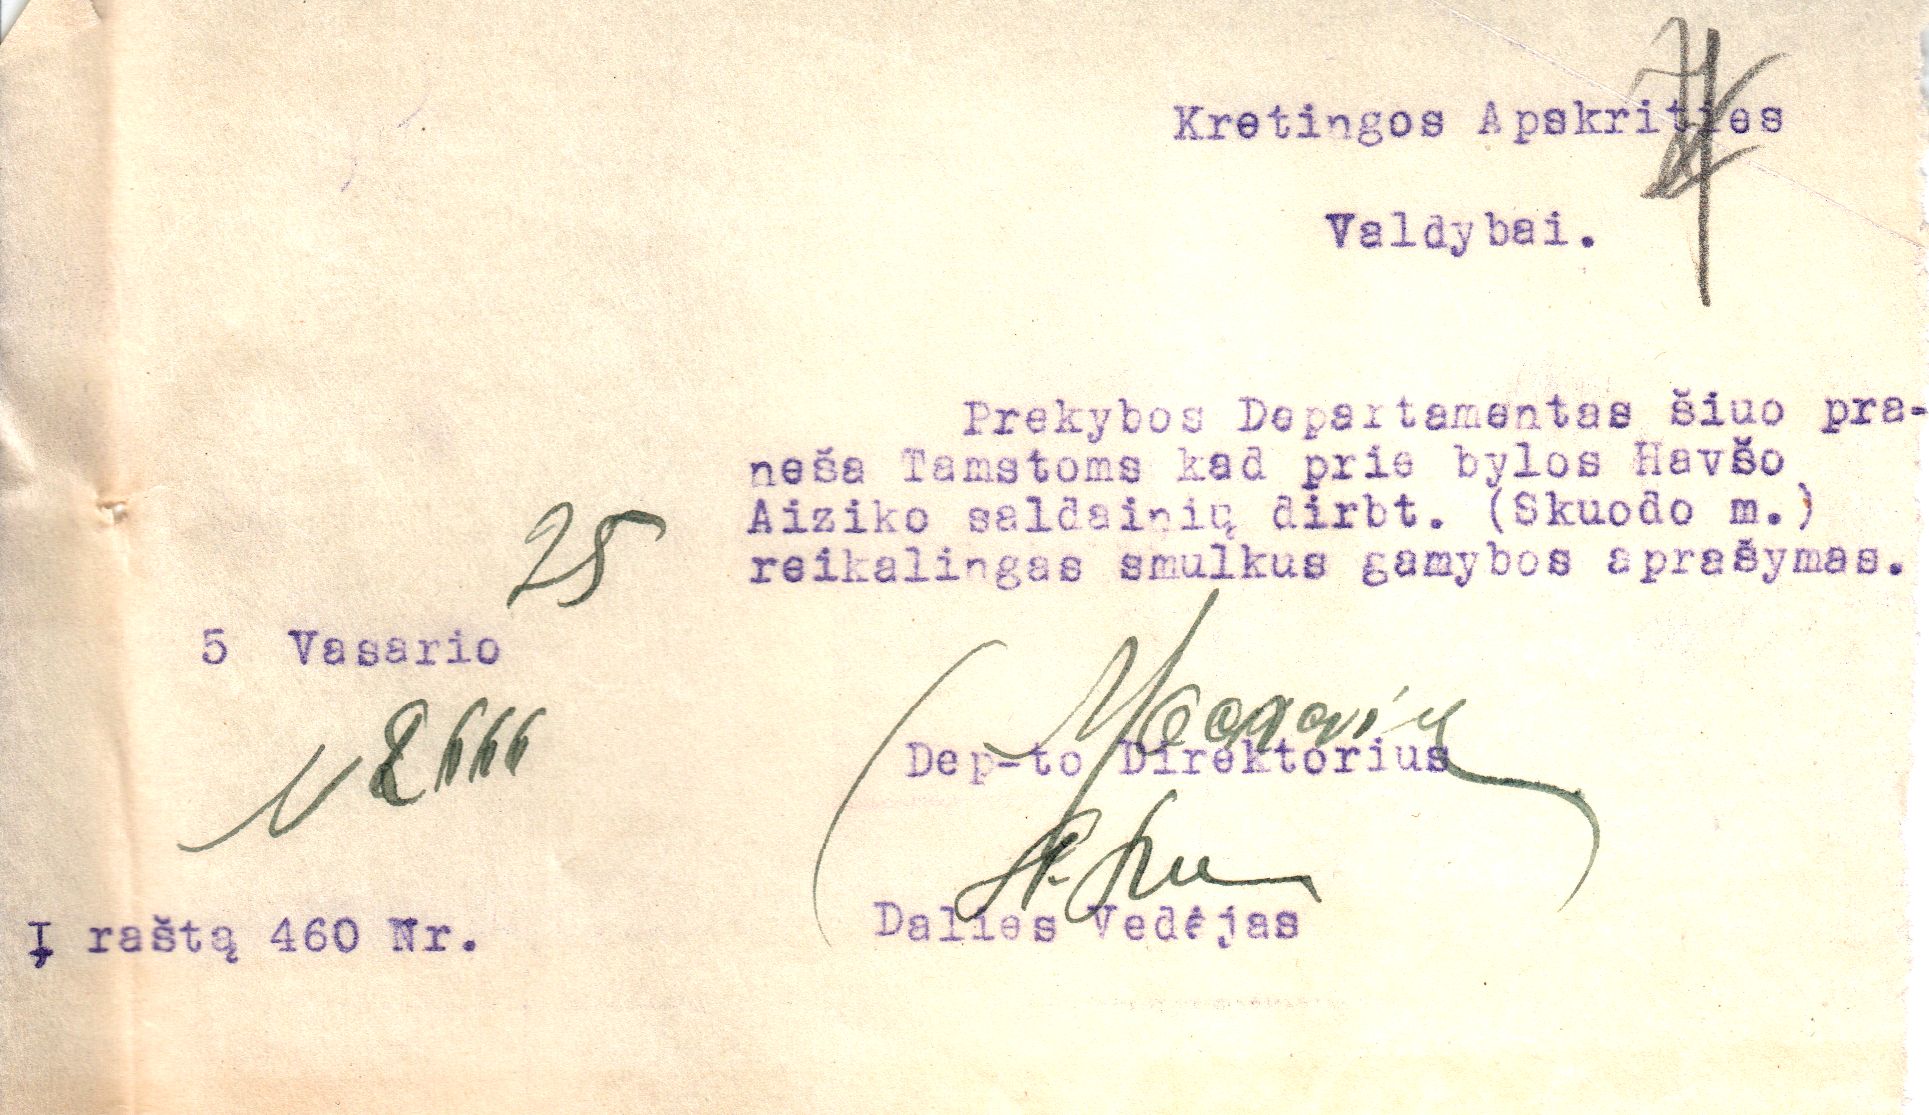 Kretingos Apskrities
Valdybai.
Prekybos Departamentas šiuo pra-
neša Tamstoms kad prie bylos Havšo
Aiziko saldainių dirbt. (Skuodo m.)
reikalingas smulkus gamybos aprašymas.
25
5 Vasario
N 2666
Dep-to Direktorius
Dalies Vedėjas
Į raštą 460 Nr.